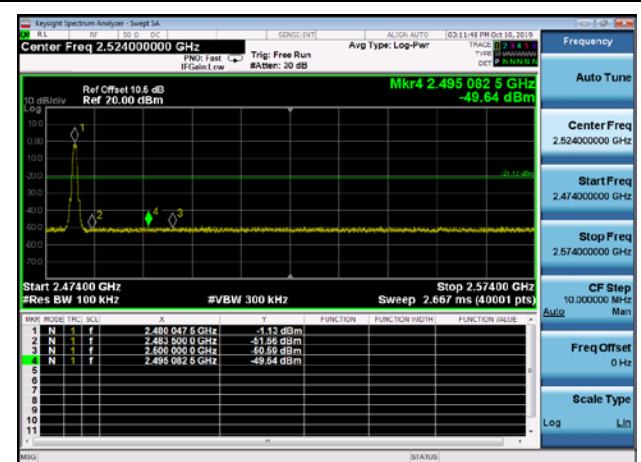 Keysight Spectrum Analyzer - Swept SA
RL RF 50 Ω DC SENSE:INT ALIGN AUTO 03:11:48 PM Oct 10, 2019
Center Freq 2.524000000 GHz
PNO: Fast
IFGain:Low
Trig: Free Run
#Atten: 30 dB
Avg Type: Log-Pwr
TRACE 1 2 3 4 5 6
TYPE
DET P N N N N N
Frequency
Ref Offset 10.6 dB
Ref 20.00 dBm
10 dB/div
Log
Mkr4 2.495 082 5 GHz
-49.64 dBm
10.0
0.00
-10.0
-20.0
-30.0
-40.0
-50.0
-60.0
-70.0
1
2
4
3
-21.13 dBm
Start 2.47400 GHz
Stop 2.57400 GHz
#Res BW 100 kHz
#VBW 300 kHz
Sweep 2.667 ms (40001 pts)
MKR MODE TRC SCL X Y FUNCTION FUNCTION WIDTH FUNCTION VALUE
1 N 1 f 2.480 047 5 GHz -1.13 dBm
2 N 1 f 2.483 500 0 GHz -51.66 dBm
3 N 1 f 2.500 000 0 GHz -50.59 dBm
4 N 1 f 2.495 082 5 GHz -49.64 dBm
5
6
7
8
9
10
11
MSG
STATUS
Auto Tune
Center Freq
2.524000000 GHz
Start Freq
2.474000000 GHz
Stop Freq
2.574000000 GHz
CF Step
10.000000 MHz
Auto Man
Freq Offset
0 Hz
Scale Type
Log Lin